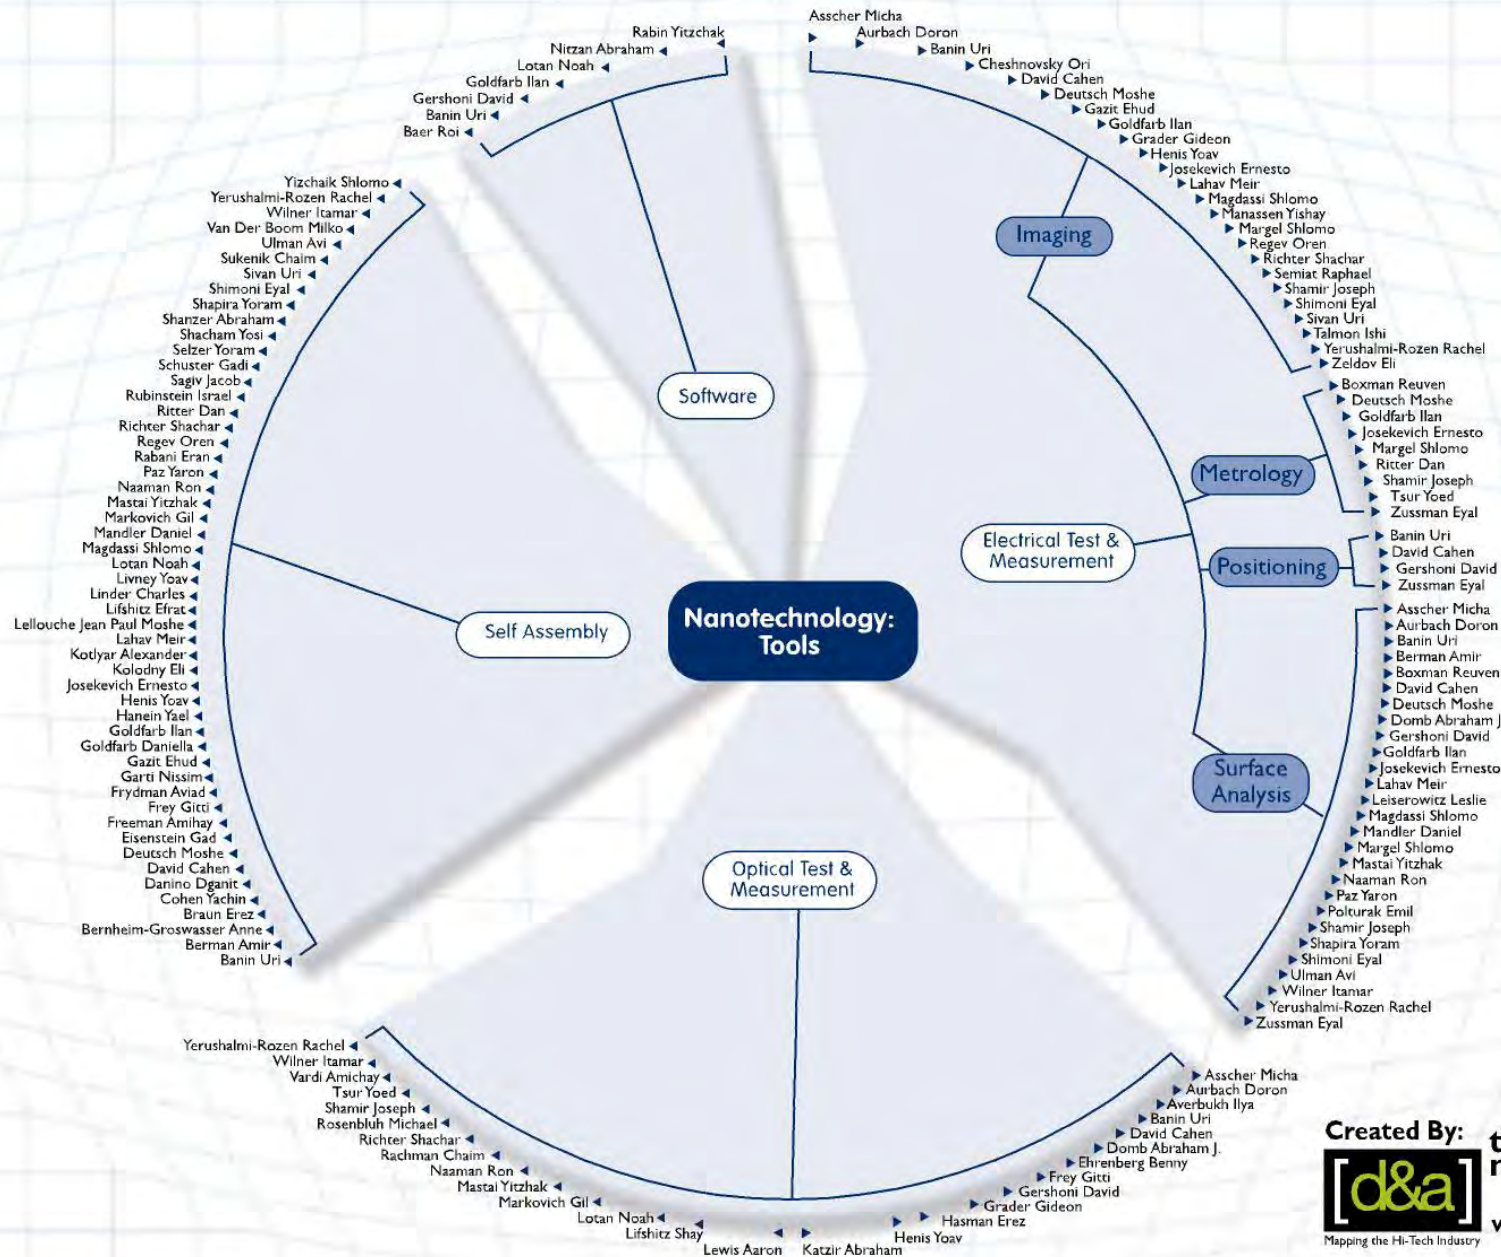 Rabin Yitzchak
Nitzan Abraham
Lotan Noah
Goldfarb Ilan
Gershoni David
Banin Uri
Baer Roi
Software
Asscher Micha
Aurbach Doron
Banin Uri
Cheshnovsky Ori
David Cahen
Deutsch Moshe
Gazit Ehud
Goldfarb Ilan
Grader Gideon
Henis Yoav
Josekevich Ernesto
Lahav Meir
Magdassi Shlomo
Manassen Yishay
Margel Shlomo
Regev Oren
Richter Shachar
Semiat Raphael
Shamir Joseph
Shimoni Eyal
Sivan Uri
Talmon Ishi
Yerushalmi-Rozen Rachel
Zeldov Eli
Imaging
Boxman Reuven
Deutsch Moshe
Goldfarb Ilan
Josekevich Ernesto
Margel Shlomo
Ritter Dan
Shamir Joseph
Tsur Yoed
Zussman Eyal
Metrology
Electrical Test &
Measurement
Banin Uri
David Cahen
Gershoni David
Zussman Eyal
Positioning
Asscher Micha
Aurbach Doron
Banin Uri
Berman Amir
Boxman Reuven
David Cahen
Deutsch Moshe
Domb Abraham J
Gershoni David
Goldfarb Ilan
Josekevich Ernesto
Lahav Meir
Leiserowitz Leslie
Magdassi Shlomo
Mandler Daniel
Margel Shlomo
Mastai Yitzhak
Naaman Ron
Paz Yaron
Polturak Emil
Shamir Joseph
Shapira Yoram
Shimoni Eyal
Ulman Avi
Wilner Itamar
Yerushalmi-Rozen Rachel
Zussman Eyal
Surface
Analysis
Yizchaik Shlomo
Yerushalmi-Rozen Rachel
Wilner Itamar
Van Der Boom Milko
Ulman Avi
Sukenik Chaim
Sivan Uri
Shimoni Eyal
Shapira Yoram
Shanzer Abraham
Shacham Yosi
Selzer Yoram
Schuster Gadi
Sagiv Jacob
Rubinstein Israel
Ritter Dan
Richter Shachar
Regev Oren
Rabani Eran
Paz Yaron
Naaman Ron
Mastai Yitzhak
Markovich Gil
Mandler Daniel
Magdassi Shlomo
Lotan Noah
Livney Yoav
Linder Charles
Lifshitz Efrat
Lellouche Jean Paul Moshe
Lahav Meir
Kotlyar Alexander
Kolodny Eli
Josekevich Ernesto
Henis Yoav
Hanein Yael
Goldfarb Ilan
Goldfarb Daniella
Gazit Ehud
Garti Nissim
Frydman Aviad
Frey Gitti
Freeman Amihay
Eisenstein Gad
Deutsch Moshe
David Cahen
Danino Dganit
Cohen Yachin
Braun Erez
Bernheim-Groswasser Anne
Berman Amir
Banin Uri
Self Assembly
Nanotechnology:
Tools
Optical Test &
Measurement
Yerushalmi-Rozen Rachel
Wilner Itamar
Vardi Amichay
Tsur Yoed
Shamir Joseph
Rosenbluh Michael
Richter Shachar
Rachman Chaim
Naaman Ron
Mastai Yitzhak
Markovich Gil
Lotan Noah
Lifshitz Shay
Lewis Aaron
Asscher Micha
Aurbach Doron
Averbukh Ilya
Banin Uri
David Cahen
Domb Abraham J.
Ehrenberg Benny
Frey Gitti
Gershoni David
Grader Gideon
Hasman Erez
Henis Yoav
Katzir Abraham
Created By:
[d&a]
Mapping the Hi-Tech Industry